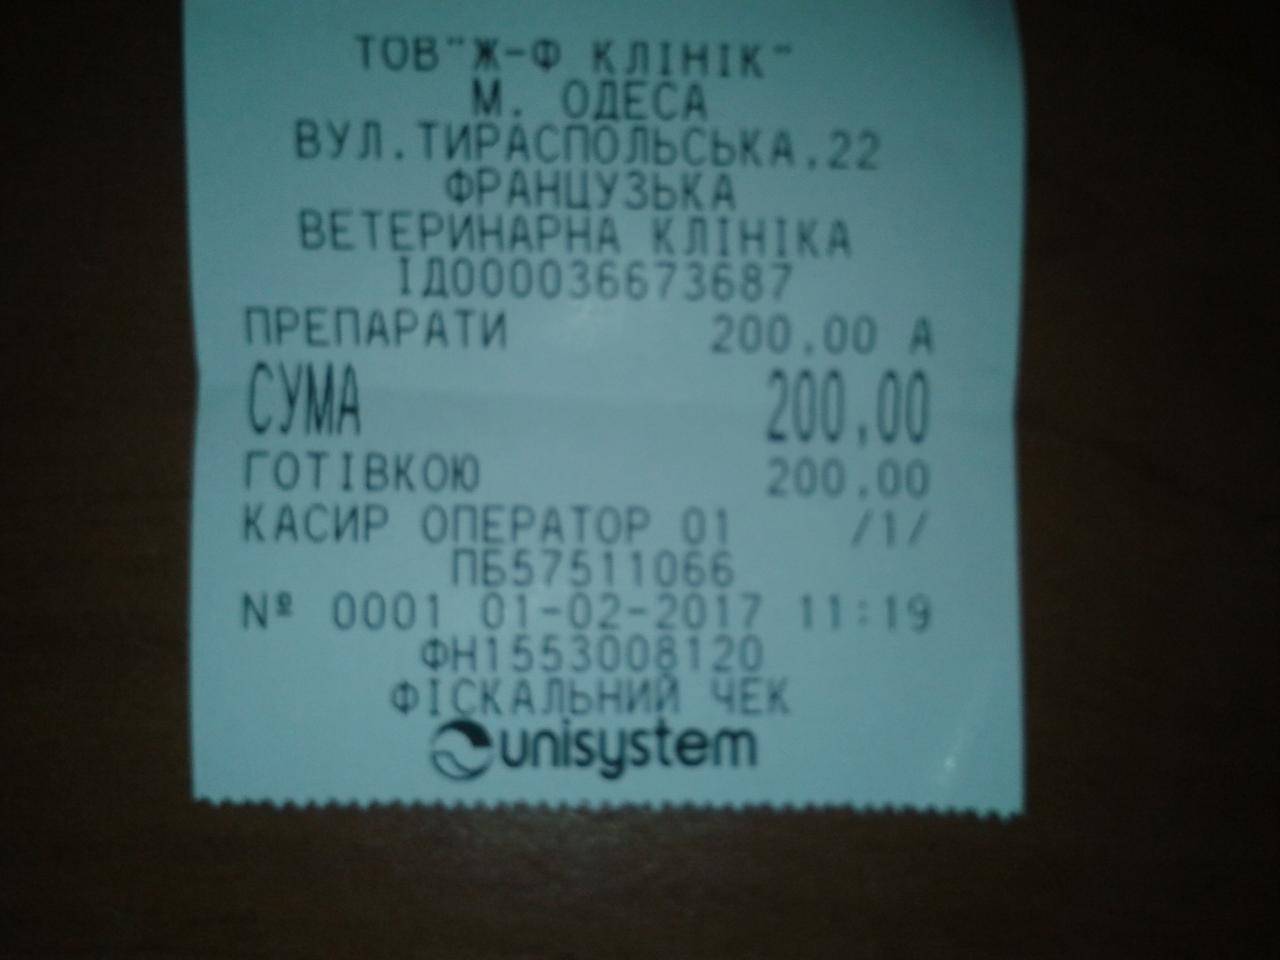 ТОВ"Ж-Ф КЛІНІК"
М. ОДЕСА
ВУЛ.ТИРАСПОЛЬСЬКА,22
ФРАНЦУЗЬКА
ВЕТЕРИНАРНА КЛІНІКА
ІД000036673687
ПРЕПАРАТИ 200,00 А
СУМА 200,00
ГОТІВКОЮ 200,00
КАСИР ОПЕРАТОР 01 /1/
ПБ57511066
№ 0001 01-02-2017 11:19
ФН1553008120
ФІСКАЛЬНИЙ ЧЕК
unisystem